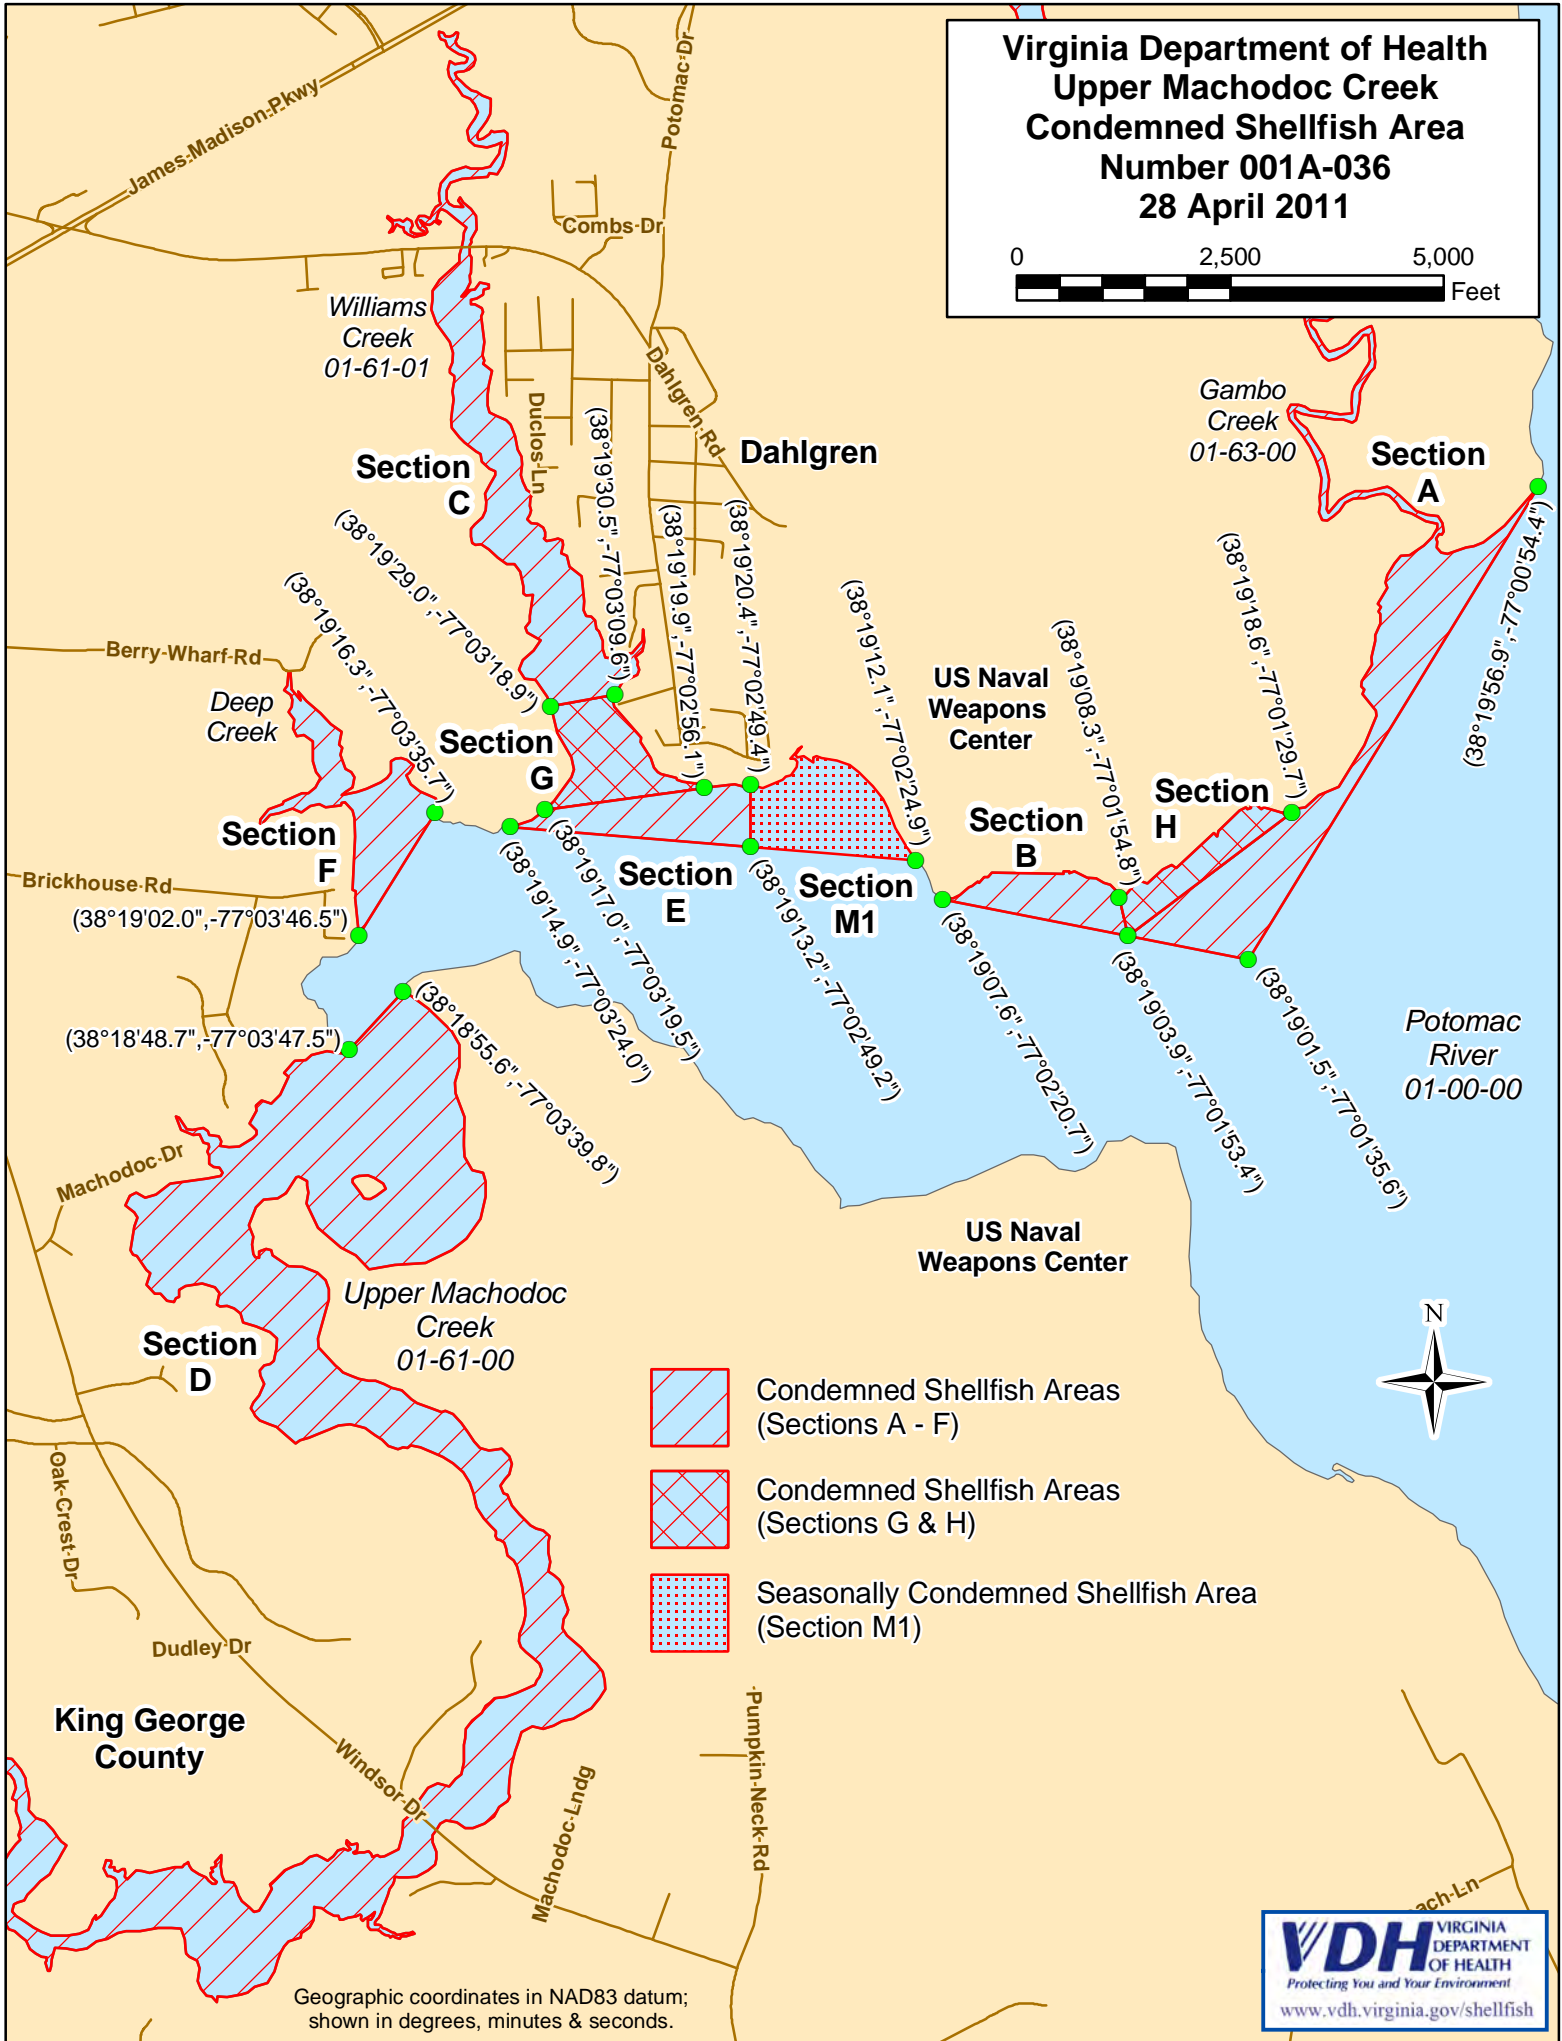 Virginia Department of Health
Upper Machodoc Creek
Condemned Shellfish Area
Number 001A-036
28 April 2011
0 2,500 5,000
Feet
James Madison Pkwy
Potomac Dr
Combs Dr
Williams
Creek
01-61-01
Dahlgren Rd
Duclos Ln
Dahlgren
Gambo
Creek
01-63-00
Section
A
Section
C
(38°19'30.5",-77°03'09.6")
(38°19'29.0",-77°03'18.9")
(38°19'19.9",-77°02'56.1")
(38°19'20.4",-77°02'49.4")
(38°19'16.3",-77°03'35.7")
(38°19'12.1",-77°02'24.9")
(38°19'08.3",-77°01'54.8")
(38°19'18.6",-77°01'29.7")
(38°19'56.9",-77°00'54.4")
Berry Wharf Rd
Deep
Creek
US Naval
Weapons
Center
Section
G
Section
H
Section
B
Section
F
Section
E
Section
M1
Brickhouse Rd
(38°19'02.0",-77°03'46.5")
(38°19'14.9",-77°03'24.0")
(38°19'17.0",-77°03'19.5")
(38°19'13.2",-77°02'49.2")
(38°19'07.6",-77°02'20.7")
(38°19'03.9",-77°01'53.4")
(38°19'01.5",-77°01'35.6")
(38°18'48.7",-77°03'47.5")
(38°18'55.6",-77°03'39.8")
Potomac
River
01-00-00
Machodoc Dr
US Naval
Weapons Center
Upper Machodoc
Creek
01-61-00
Section
D
N
Condemned Shellfish Areas
(Sections A - F)
Condemned Shellfish Areas
(Sections G & H)
Seasonally Condemned Shellfish Area
(Section M1)
Oak Crest Dr
Dudley Dr
King George
County
Windsor Dr
Machodoc Lndg
Pumpkin Neck Rd
ach Ln
Geographic coordinates in NAD83 datum;
shown in degrees, minutes & seconds.
VDH VIRGINIA
DEPARTMENT
OF HEALTH
Protecting You and Your Environment
www.vdh.virginia.gov/shellfish